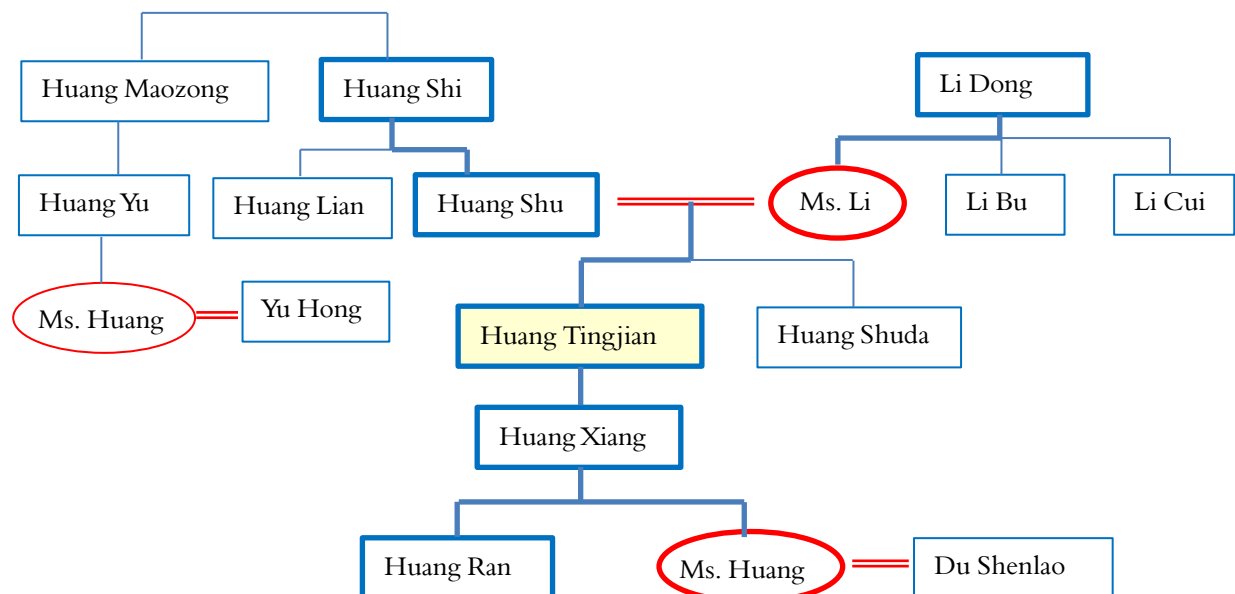 Huang Maozong
Huang Shi
Li Dong
Huang Yu
Huang Lian
Huang Shu
Ms. Li
Li Bu
Li Cui
Ms. Huang
Yu Hong
Huang Tingjian
Huang Shuda
Huang Xiang
Huang Ran
Ms. Huang
Du Shenlao